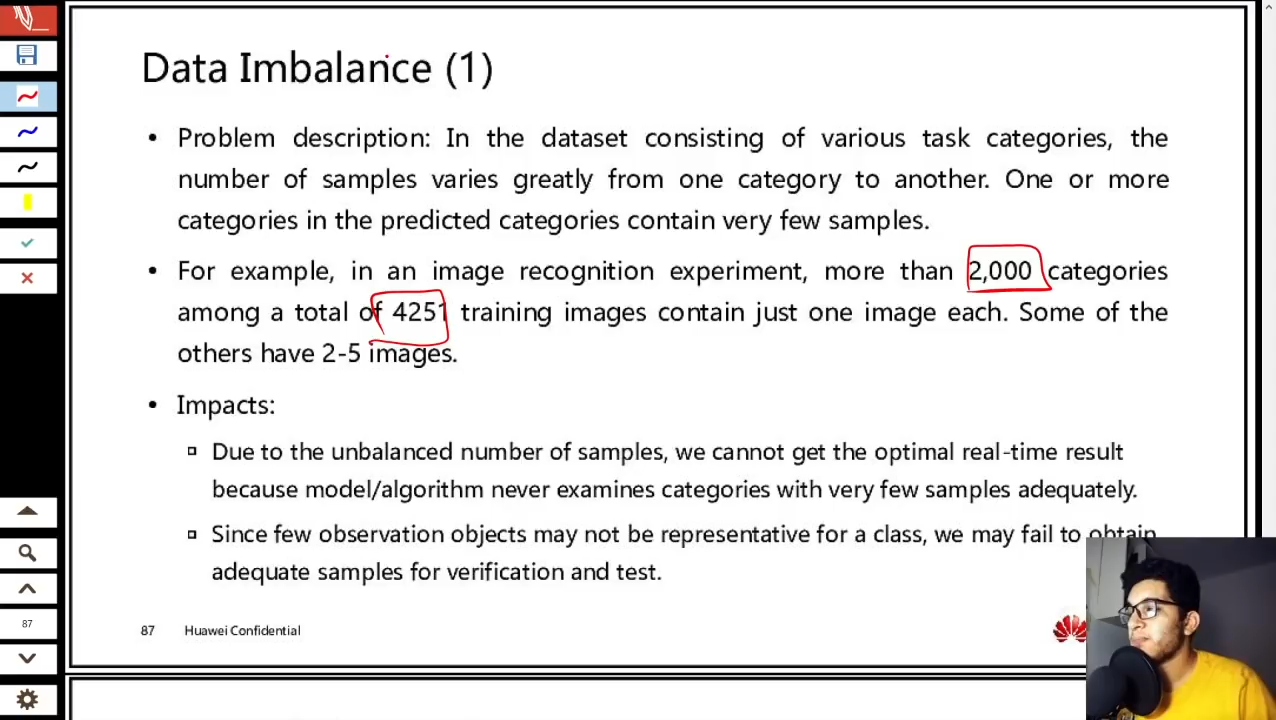 Data Imbalance (1)
• Problem description: In the dataset consisting of various task categories, the
number of samples varies greatly from one category to another. One or more
categories in the predicted categories contain very few samples.
• For example, in an image recognition experiment, more than 2,000 categories
among a total of 4251 training images contain just one image each. Some of the
others have 2-5 images.
• Impacts:
Due to the unbalanced number of samples, we cannot get the optimal real-time result
because model/algorithm never examines categories with very few samples adequately.
Since few observation objects may not be representative for a class, we may fail to obtain
adequate samples for verification and test.
87 Huawei Confidential
87